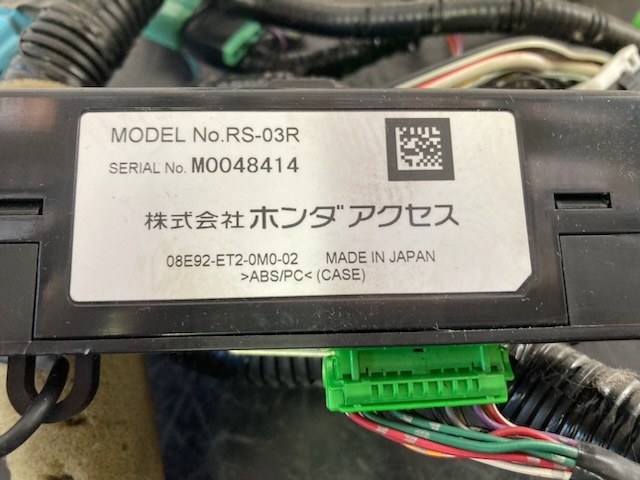 MODEL No.RS-03R
SERIAL No. M0048414
株式会社ホンダアクセス
08E92-ET2-0M0-02 MADE IN JAPAN
>ABS/PC< (CASE)